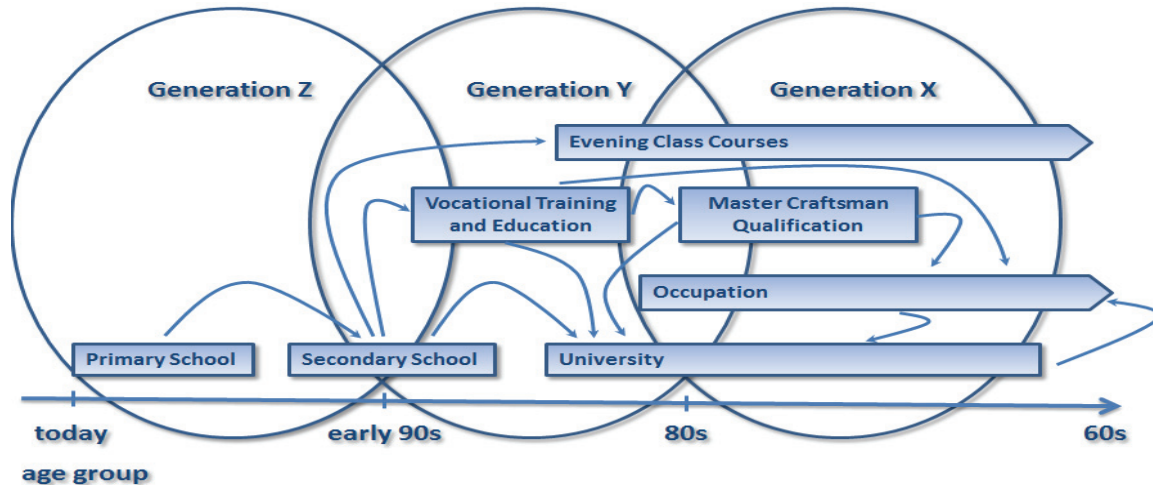 Generation Z
Generation Y
Generation X
Evening Class Courses
Vocational Training
and Education
Master Craftsman
Qualification
Occupation
Primary School
Secondary School
University
today
early 90s
80s
60s
age group